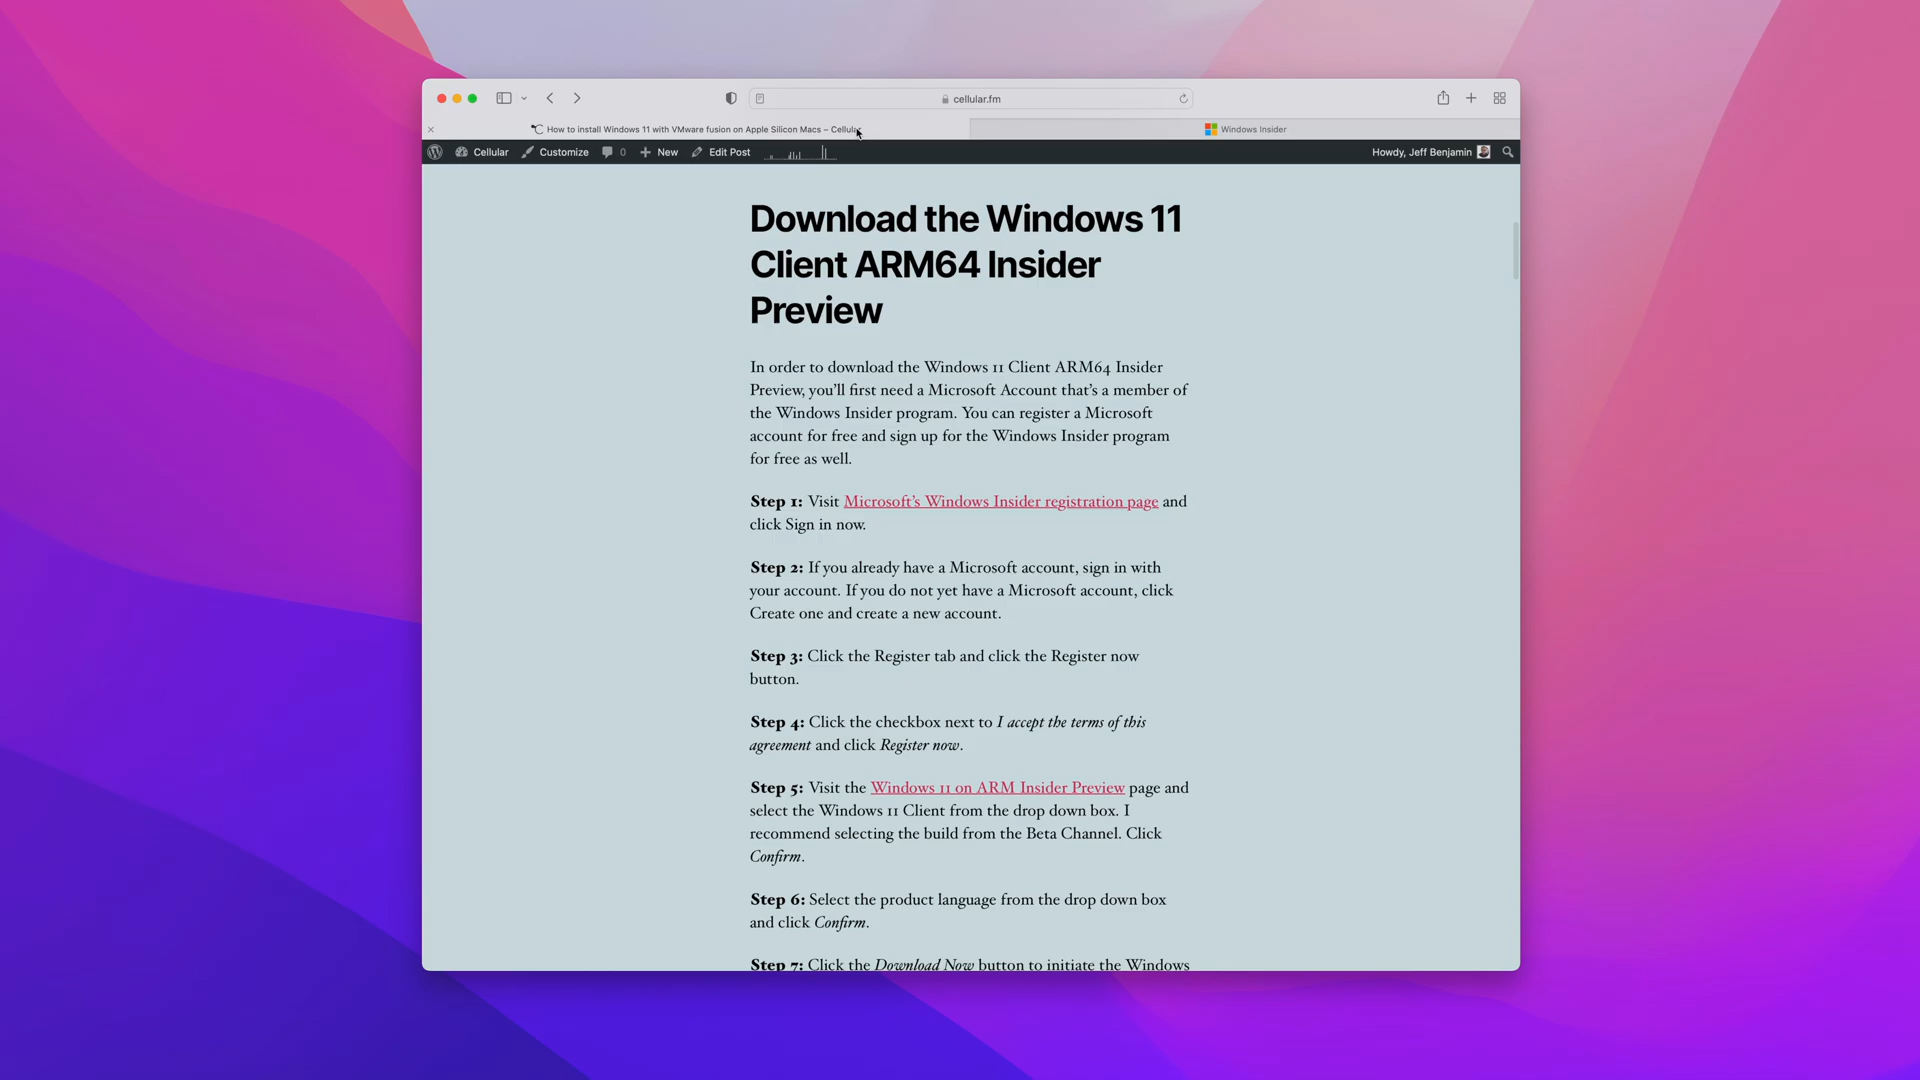 cellular.fm
How to install Windows 11 with VMware fusion on Apple Silicon Macs – Cellular
Windows Insider
Cellular Customize 0 New Edit Post
Howdy, Jeff Benjamin
Download the Windows 11
Client ARM64 Insider
Preview
In order to download the Windows 11 Client ARM64 Insider
Preview, you'll first need a Microsoft Account that's a member of
the Windows Insider program. You can register a Microsoft
account for free and sign up for the Windows Insider program
for free as well.
Step 1: Visit Microsoft's Windows Insider registration page and
click Sign in now.
Step 2: If you already have a Microsoft account, sign in with
your account. If you do not yet have a Microsoft account, click
Create one and create a new account.
Step 3: Click the Register tab and click the Register now
button.
Step 4: Click the checkbox next to I accept the terms of this
agreement and click Register now.
Step 5: Visit the Windows 11 on ARM Insider Preview page and
select the Windows 11 Client from the drop down box. I
recommend selecting the build from the Beta Channel. Click
Confirm.
Step 6: Select the product language from the drop down box
and click Confirm.
Step 7: Click the Download Now button to initiate the Windows